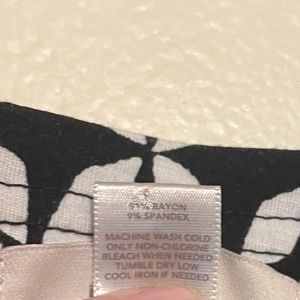 91% RAYON
9% SPANDEX
MACHINE WASH COLD
ONLY NON-CHLORINE
BLEACH WHEN NEEDED
TUMBLE DRY LOW
COOL IRON IF NEEDED